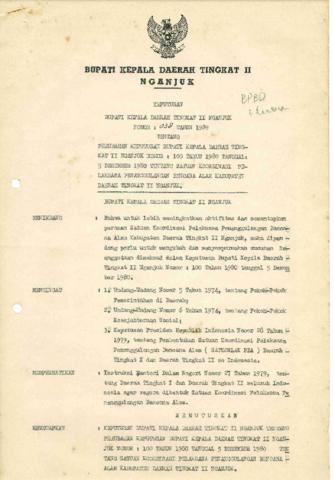 BUPATI KEPALA DAERAH TINGKAT II
NGANJUK
BPBD
KEPUTUSAN
BUPATI KEPALA DAERAH TINGKAT II NGANJUK
NOMOR : TAHUN 1989
TENTANG
PERUBAHAN KEPUTUSAN BUPATI KEPALA DAERAH TING-
KAT II NGANJUK NOMOR : 100 TAHUN 1980 TANGGAL
5 DESEMBER 1980 TENTANG SATUAN KOORDINASI PE-
LAKSANA PENANGGULANGAN BENCANA ALAM KABUPATEN
DAERAH TINGKAT II NGANJUK.
BUPATI KEPALA DAERAH TINGKAT II NGANJUK
MENIMBANG : Bahwa untuk lebih meningkatkan aktifitas dan memantapkan
peranan Satuan Koordinasi Pelaksana Penanggulangan Benca-
na Alam Kabupaten Daerah Tingkat II Nganjuk, maka dipan-
dang perlu untuk mengubah dan menyempurnakan susunan ke-
anggotaan dimaksud dalam Keputusan Bupati Kepala Daerah
Tingkat II Nganjuk Nomor : 100 Tahun 1980 tanggal 5 Desem
ber 1980.
MENGINGAT : 1. Undang-Undang Nomor 5 Tahun 1974, tentang Pokok-Pokok
Pemerintahan di Daerah;
2. Undang-Undang Nomor 6 Tahun 1974, tentang Pokok-Pokok
Kesejahteraan Sosial;
3. Keputusan Presiden Republik Indonesia Nomor 28 Tahun
1979, tentang Pembentukan Satuan Koordinasi Pelaksana
Penanggulangan Bencana Alam ( SATKORLAK PBA ) Daerah
Tingkat I dan Daerah Tingkat II se Indonesia.
MEMPERHATIKAN : Instruksi Menteri Dalam Negeri Nomor 27 Tahun 1979, ten-
tang Daerah Tingkat I dan Daerah Tingkat II seluruh Indo-
nesia agar segera dibentuk Satuan Koordinasi Pelaksana Pe
nanggulangan Bencana Alam.
MEMUTUSKAN
MENETAPKAN : KEPUTUSAN BUPATI KEPALA DAERAH TINGKAT II NGANJUK TENTANG
PERUBAHAN KEPUTUSAN BUPATI KEPALA DAERAH TINGKAT II NGAN-
JUK NOMOR : 100 TAHUN 1980 TANGGAL 5 DESEMBER 1980 TEN
TANG SATUAN KOORDINASI PELAKSANA PENANGGULANGAN BENCANA
ALAM KABUPATEN DAERAH TINGKAT II NGANJUK.